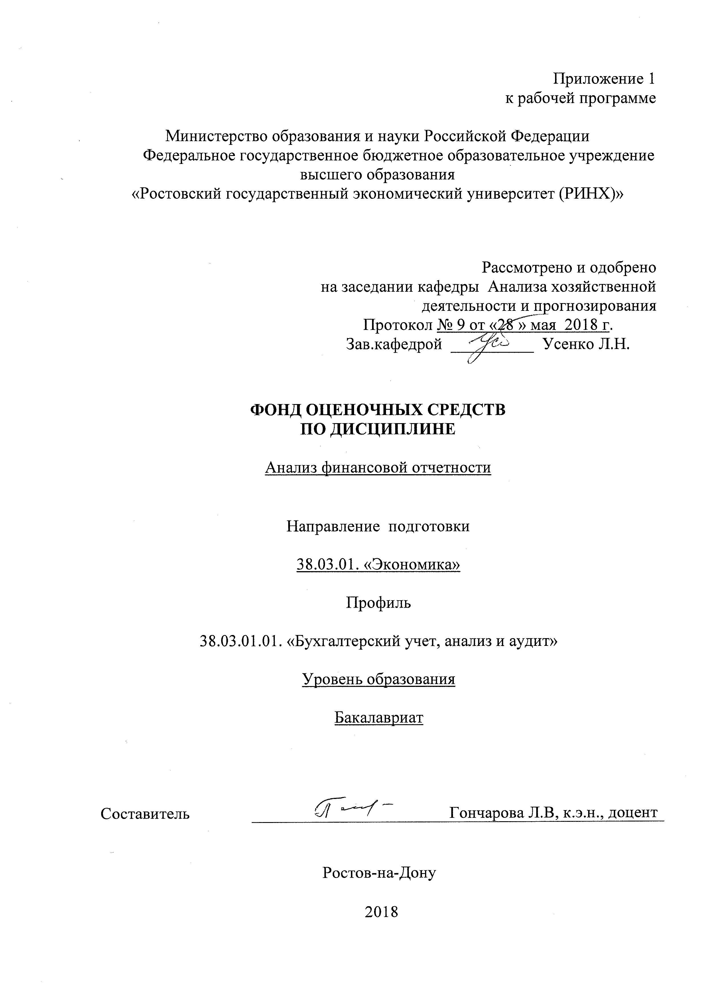 Приложение 1
к рабочей программе
Министерство образования и науки Российской Федерации
Федеральное государственное бюджетное образовательное учреждение
высшего образования
«Ростовский государственный экономический университет (РИНХ)»
Рассмотрено и одобрено
на заседании кафедры Анализа хозяйственной
деятельности и прогнозирования
Протокол № 9 от «28 » мая 2018 г.
Зав.кафедрой ____________ Усенко Л.Н.
ФОНД ОЦЕНОЧНЫХ СРЕДСТВ
ПО ДИСЦИПЛИНЕ
Анализ финансовой отчетности
Направление подготовки
38.03.01. «Экономика»
Профиль
38.03.01.01. «Бухгалтерский учет, анализ и аудит»
Уровень образования
Бакалавриат
Составитель Гончарова Л.В, к.э.н., доцент
Ростов-на-Дону
2018